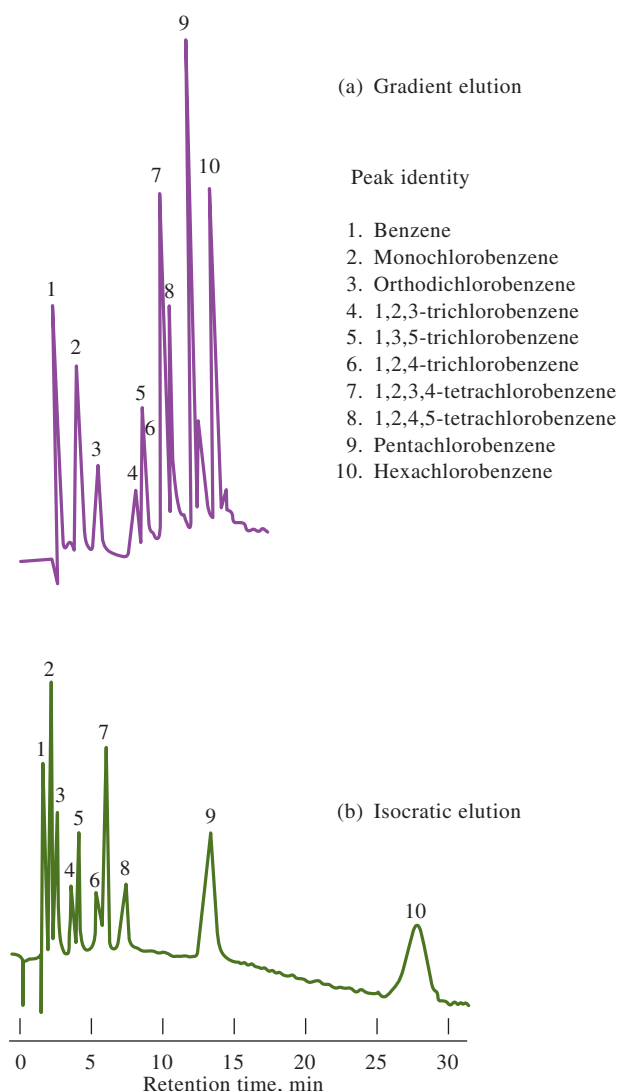 9
(a) Gradient elution
10
7
Peak identity
1. Benzene
2. Monochlorobenzene
3. Orthodichlorobenzene
4. 1,2,3-trichlorobenzene
5. 1,3,5-trichlorobenzene
6. 1,2,4-trichlorobenzene
7. 1,2,3,4-tetrachlorobenzene
8. 1,2,4,5-tetrachlorobenzene
9. Pentachlorobenzene
10. Hexachlorobenzene
1
8
2
5
6
3
4
2
7
1
3
5
(b) Isocratic elution
9
4
6
8
10
0 5 10 15 20 25 30
Retention time, min